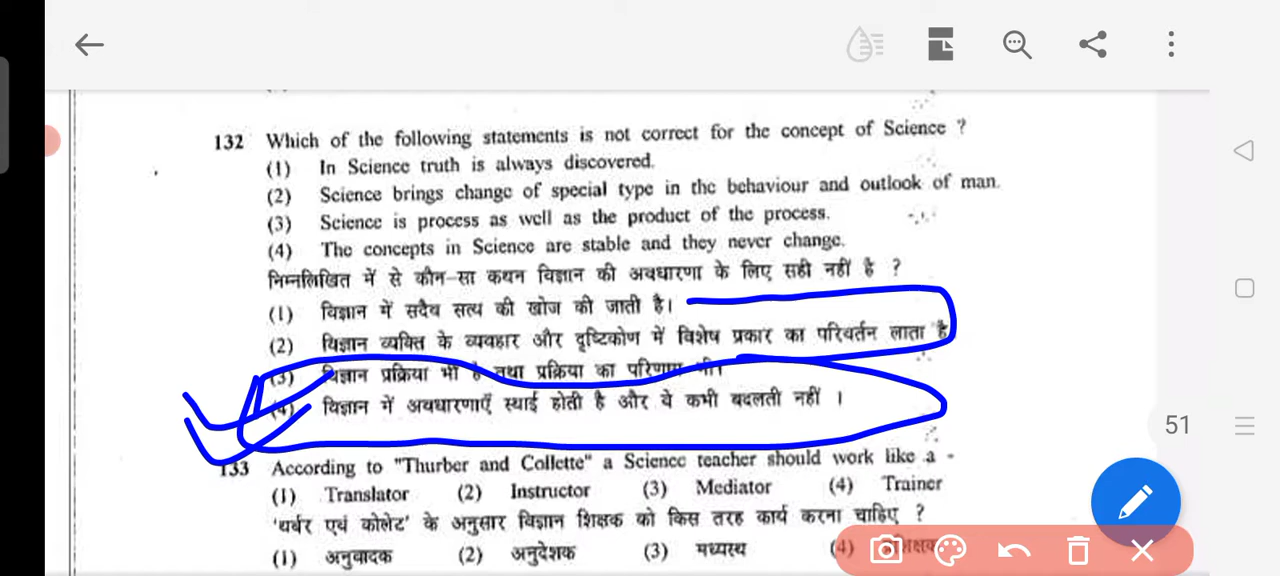 132 Which of the following statements is not correct for the concept of Science ?
(1) In Science truth is always discovered.
(2) Science brings change of special type in the behaviour and outlook of man.
(3) Science is process as well as the product of the process.
(4) The concepts in Science are stable and they never change.
निम्नलिखित में से कौन-सा कथन विज्ञान की अवधारणा के लिए सही नहीं है ?
(1) विज्ञान में सदैव सत्य की खोज की जाती है।
(2) विज्ञान व्यक्ति के व्यवहार और दृष्टिकोण में विशेष प्रकार का परिवर्तन लाता है
(3) विज्ञान प्रक्रिया भी है तथा प्रक्रिया का परिणाम भी।
(4) विज्ञान में अवधारणाएँ स्थाई होती है और ये कभी बदलती नहीं ।
51
133 According to "Thurber and Collette" a Science teacher should work like a -
(1) Translator (2) Instructor (3) Mediator (4) Trainer
'थर्बर एवं कोलेट' के अनुसार विज्ञान शिक्षक को किस तरह कार्य करना चाहिए ?
(1) अनुवादक (2) अनुदेशक (3) मध्यस्थ (4)